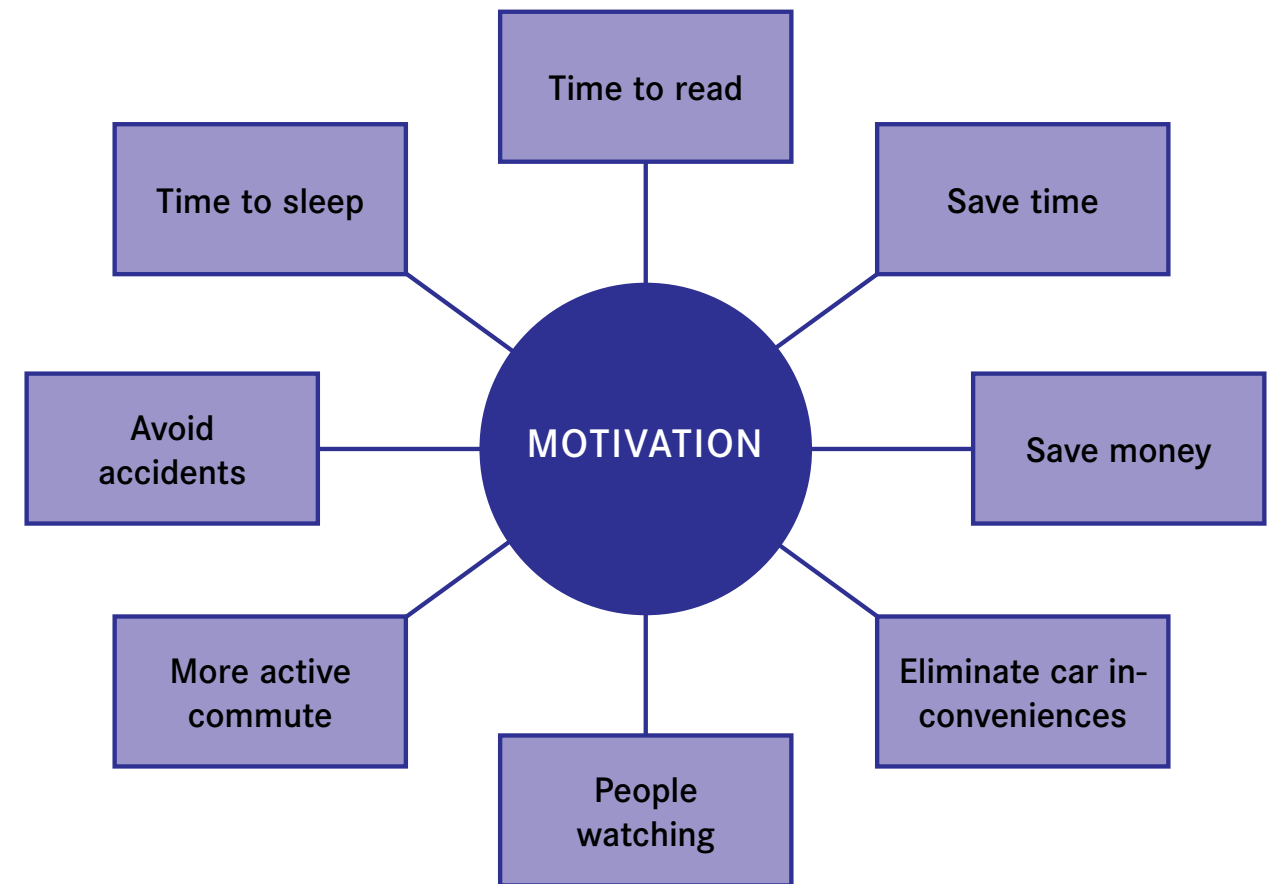 Time to read
Time to sleep
Save time
Avoid
accidents
MOTIVATION
Save money
More active
commute
Eliminate car in-
conveniences
People
watching